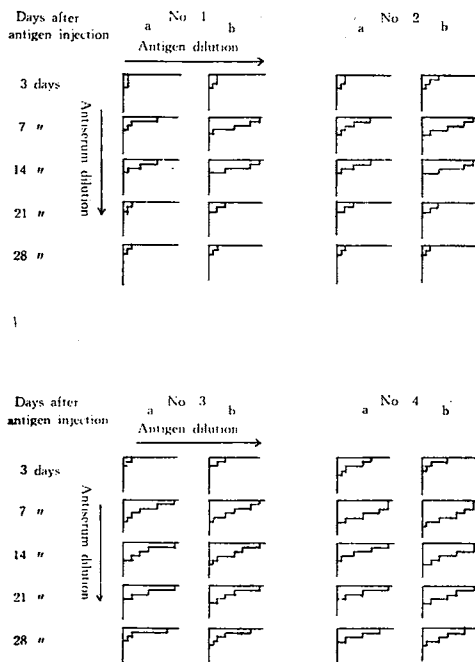 Days after
antigen injection
No 1
a
b
Antigen dilution
No 2
a
b
3 days
7 〃
14 〃
21 〃
28 〃
Antiserum dilution
Days after
antigen injection
No 3
a
b
Antigen dilution
No 4
a
b
3 days
7 〃
14 〃
21 〃
28 〃
Antiserum dilution